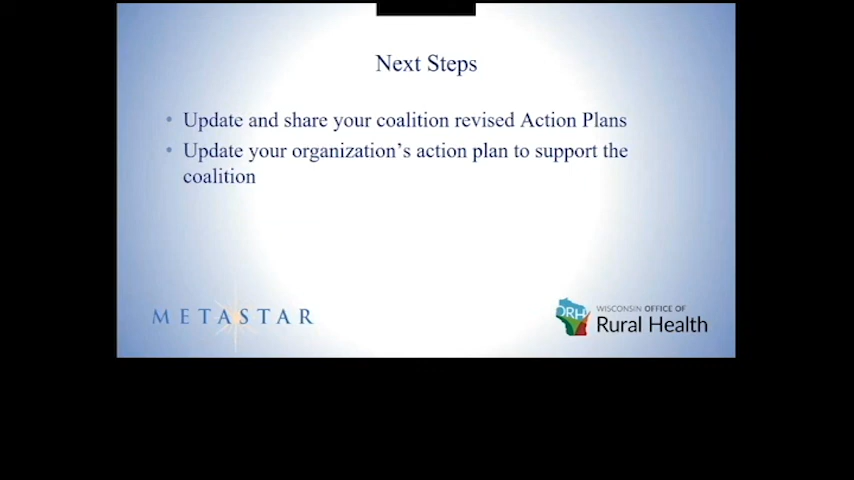 Next Steps
• Update and share your coalition revised Action Plans
• Update your organization's action plan to support the
coalition
METASTAR
ORH
WISCONSIN OFFICE OF
Rural Health